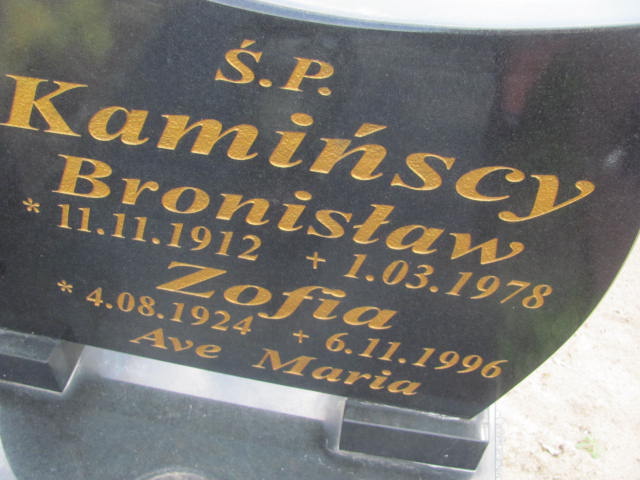 Ś.P.
Kamińscy
Bronisław
* 11.11.1912 + 1.03.1978
Zofia
* 4.08.1924 + 6.11.1996
Ave Maria